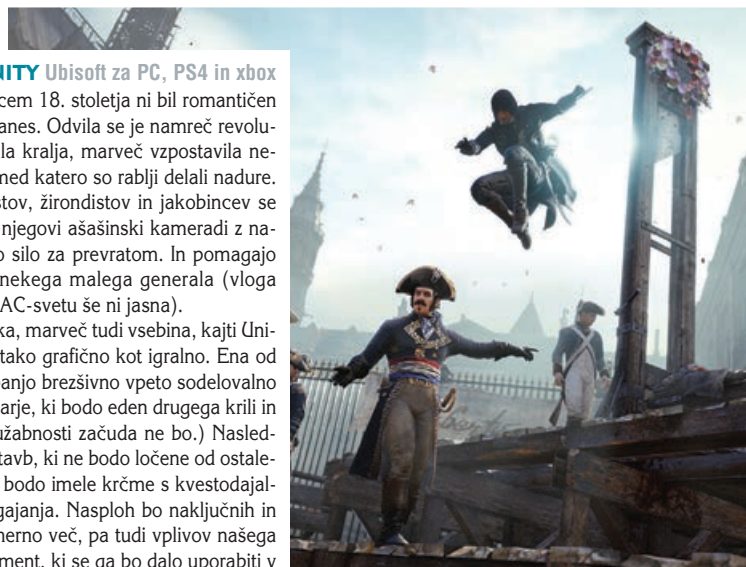 NITY Ubisoft za PC, PS4 in xbox
cem 18. stoletja ni bil romantičen
anes. Odvila se je namreč revolu-
la kralja, marveč vzpostavila ne-
med katero so rablji delali nadure.
stov, žirondistov in jakobincev se
njegovi ašašinski kameradi z na-
o silo za prevratom. In pomagajo
nekega malega generala (vloga
AC-svetu še ni jasna).
ka, marveč tudi vsebina, kajti Uni-
tako grafično kot igralno. Ena od
panjo brezšivno vpeto sodelovalno
arje, ki bodo eden drugega krili in
užabnosti začuda ne bo.) Nasled-
tavb, ki ne bodo ločene od ostale-
bodo imele krčme s kvestodajal-
gajanja. Nasploh bo naključnih in
nerno več, pa tudi vplivov našega
ment, ki se ga bo dalo uporabiti v